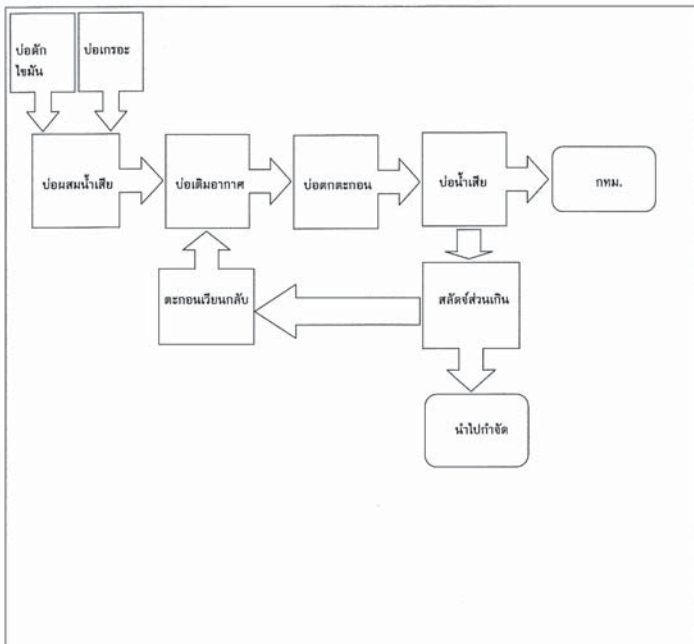 บ่อดัก
ไขมัน
บ่อเกรอะ
บ่อผสมน้ำเสีย
บ่อเติมอากาศ
บ่อตกตะกอน
บ่อน้ำเสีย
กทม.
ตะกอนเวียนกลับ
สลัดจ์ส่วนเกิน
นำไปกำจัด